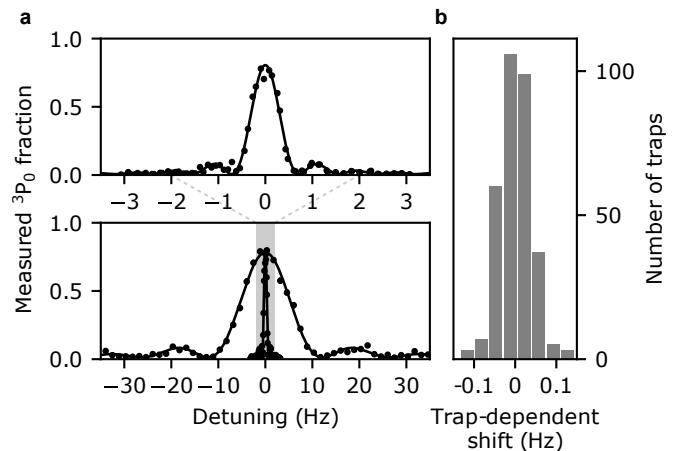 a
b
1.0
0.5
0.0
−3 −2 −1 0 1 2 3
Measured ³P₀ fraction
1.0
0.5
0.0
−30 −20 −10 0 10 20 30
Detuning (Hz)
100
50
0
Number of traps
-0.1 0 0.1
Trap-dependent
shift (Hz)